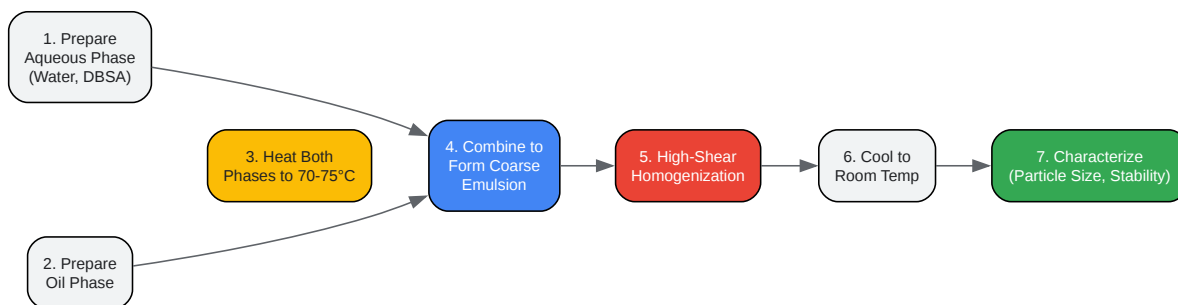 1. Prepare
Aqueous Phase
(Water, DBSA)
2. Prepare
Oil Phase
3. Heat Both
Phases to 70-75°C
4. Combine to
Form Coarse
Emulsion
5. High-Shear
Homogenization
6. Cool to
Room Temp
7. Characterize
(Particle Size, Stability)